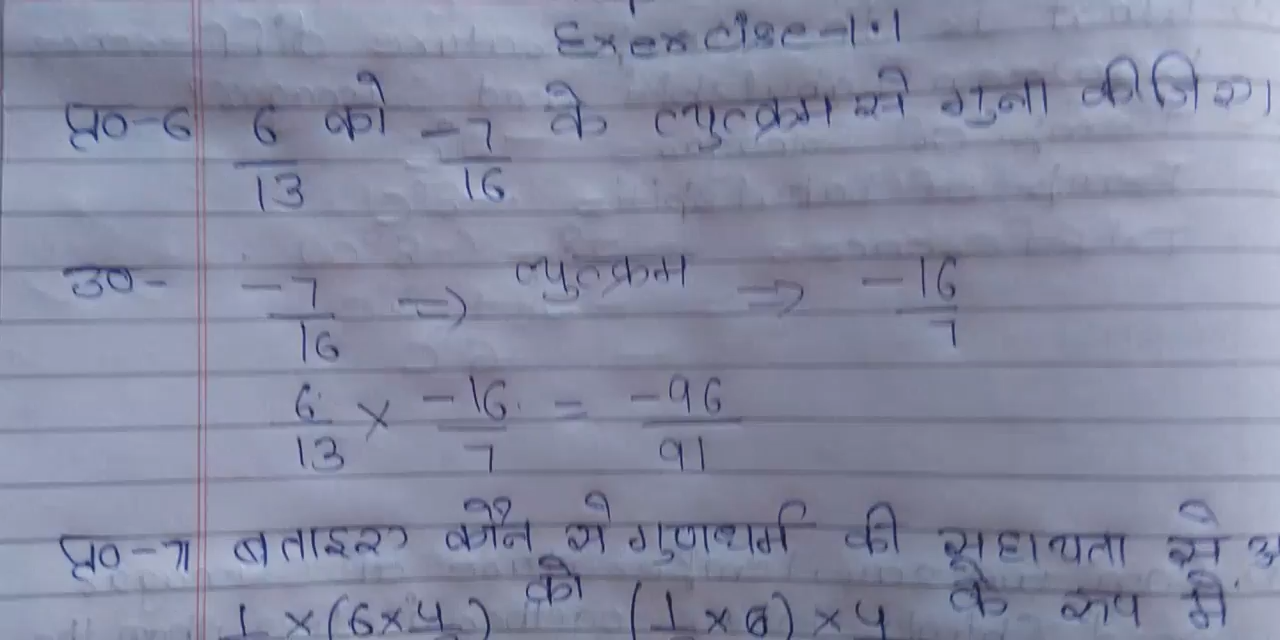 Exercise-1.1
प्र०-6 6/13 को -7/16 के व्युत्क्रम से गुना कीजिए।
उ०- -7/16 ⇒ व्युत्क्रम ⇒ -16/7
6/13 × -16/7 = -96/91
प्र०-7 बताइए कौन से गुणधर्म की सहायता से
1 × (6 × 4 ) को (1 × 6) × 4 के रूप में